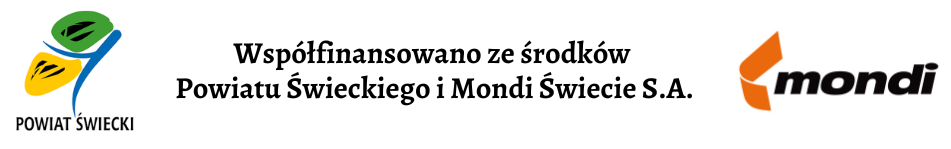 Współfinansowano ze środków
Powiatu Świeckiego i Mondi Świecie S.A.
mondi
POWIAT ŚWIECKI